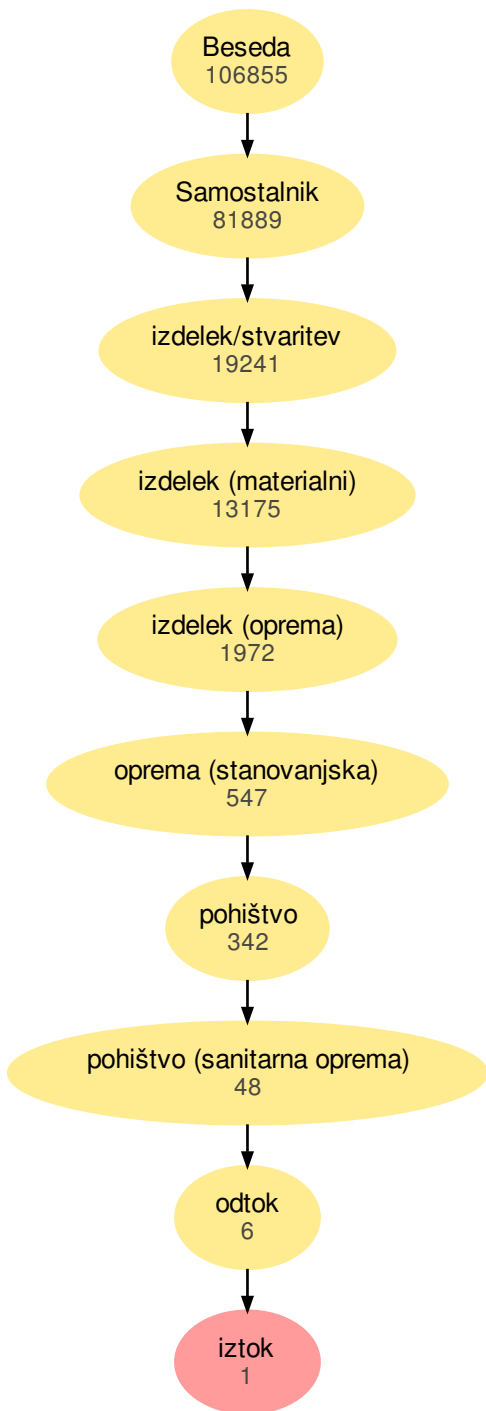 Beseda
106855
Samostalnik
81889
izdelek/stvaritev
19241
izdelek (materialni)
13175
izdelek (oprema)
1972
oprema (stanovanjska)
547
pohištvo
342
pohištvo (sanitarna oprema)
48
odtok
6
iztok
1